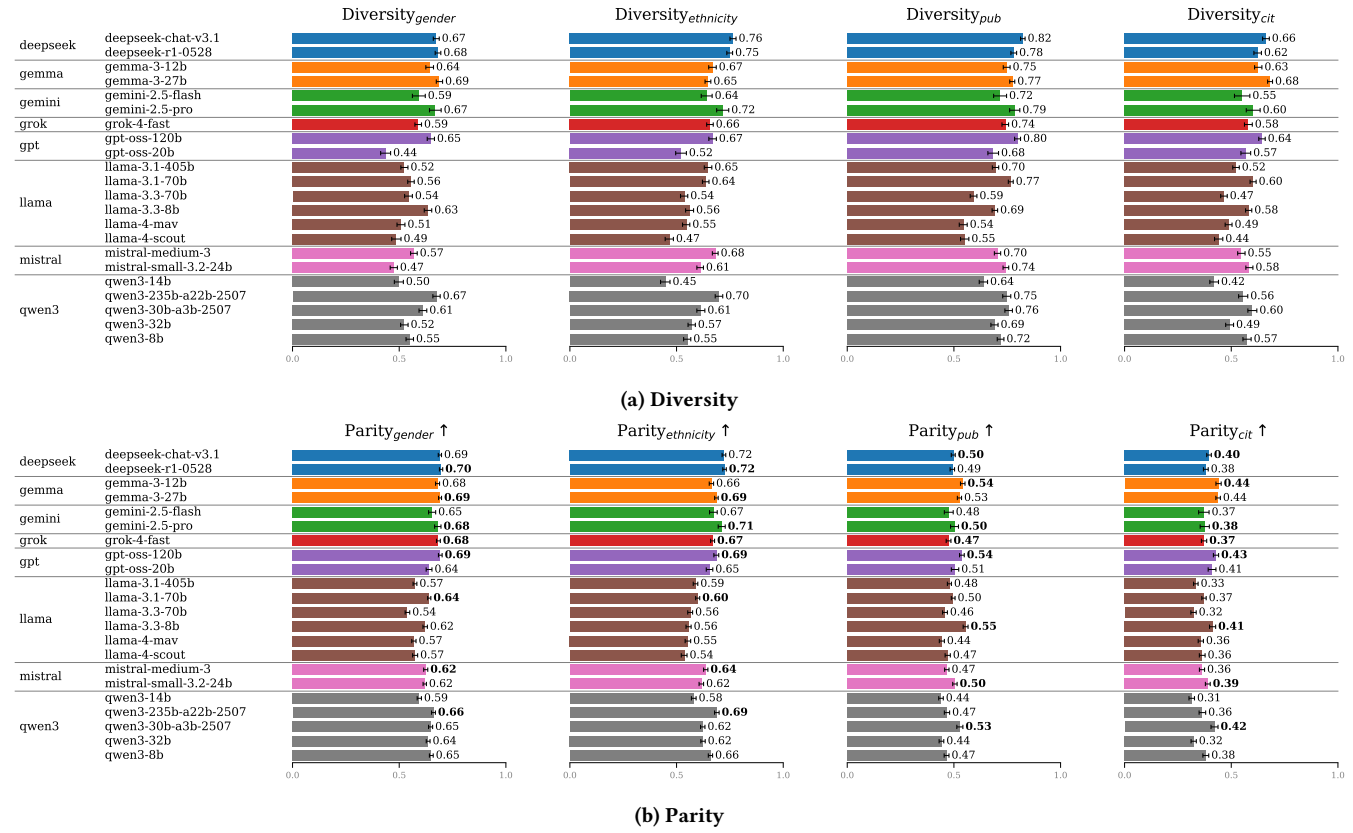 Diversity_gender Diversity_ethnicity Diversity_pub Diversity_cit
deepseek
deepseek-chat-v3.1 0.67 0.76 0.82 0.66
deepseek-r1-0528 0.68 0.75 0.78 0.62
gemma
gemma-3-12b 0.64 0.67 0.75 0.63
gemma-3-27b 0.69 0.65 0.77 0.68
gemini
gemini-2.5-flash 0.59 0.64 0.72 0.55
gemini-2.5-pro 0.67 0.72 0.79 0.60
grok grok-4-fast 0.59 0.66 0.74 0.58
gpt
gpt-oss-120b 0.65 0.67 0.80 0.64
gpt-oss-20b 0.44 0.52 0.68 0.57
llama
llama-3.1-405b 0.52 0.65 0.70 0.52
llama-3.1-70b 0.56 0.64 0.77 0.60
llama-3.3-70b 0.54 0.54 0.59 0.47
llama-3.3-8b 0.63 0.56 0.69 0.58
llama-4-mav 0.51 0.55 0.54 0.49
llama-4-scout 0.49 0.47 0.55 0.44
mistral
mistral-medium-3 0.57 0.68 0.70 0.55
mistral-small-3.2-24b 0.47 0.61 0.74 0.58
qwen3
qwen3-14b 0.50 0.45 0.64 0.42
qwen3-235b-a22b-2507 0.67 0.70 0.75 0.56
qwen3-30b-a3b-2507 0.61 0.61 0.76 0.60
qwen3-32b 0.52 0.57 0.69 0.49
qwen3-8b 0.55 0.55 0.72 0.57
0.0 0.5 1.0 0.0 0.5 1.0 0.0 0.5 1.0 0.0 0.5 1.0
(a) Diversity
Parity_gender ↑ Parity_ethnicity ↑ Parity_pub ↑ Parity_cit ↑
deepseek
deepseek-chat-v3.1 0.69 0.72 0.50 0.40
deepseek-r1-0528 0.70 0.72 0.49 0.38
gemma
gemma-3-12b 0.68 0.66 0.54 0.44
gemma-3-27b 0.69 0.69 0.53 0.44
gemini
gemini-2.5-flash 0.65 0.67 0.48 0.37
gemini-2.5-pro 0.68 0.71 0.50 0.38
grok grok-4-fast 0.68 0.67 0.47 0.37
gpt
gpt-oss-120b 0.69 0.69 0.54 0.43
gpt-oss-20b 0.64 0.65 0.51 0.41
llama
llama-3.1-405b 0.57 0.59 0.48 0.33
llama-3.1-70b 0.64 0.60 0.50 0.37
llama-3.3-70b 0.54 0.56 0.46 0.32
llama-3.3-8b 0.62 0.56 0.55 0.41
llama-4-mav 0.57 0.55 0.44 0.36
llama-4-scout 0.57 0.54 0.47 0.36
mistral
mistral-medium-3 0.62 0.64 0.47 0.36
mistral-small-3.2-24b 0.62 0.62 0.50 0.39
qwen3
qwen3-14b 0.59 0.58 0.44 0.31
qwen3-235b-a22b-2507 0.66 0.69 0.47 0.36
qwen3-30b-a3b-2507 0.65 0.62 0.53 0.42
qwen3-32b 0.64 0.62 0.44 0.32
qwen3-8b 0.65 0.66 0.47 0.38
0.0 0.5 1.0 0.0 0.5 1.0 0.0 0.5 1.0 0.0 0.5 1.0
(b) Parity